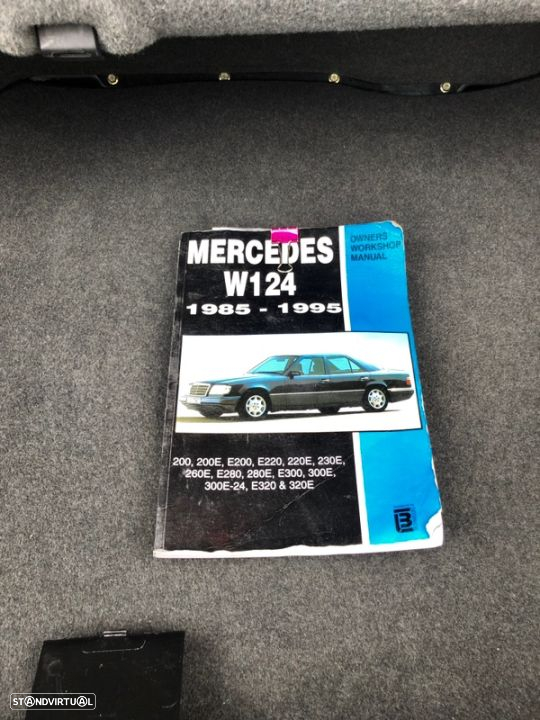 MERCEDES
W124
1985 - 1995
OWNERS
WORKSHOP
MANUAL
200, 200E, E200, E220, 220E, 230E,
260E, E280, 280E, E300, 300E,
300E-24, E320 & 320E
STANDVIRTUAL